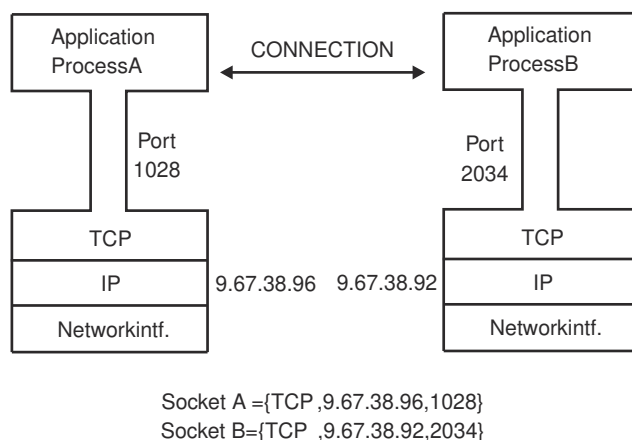 Application
ProcessA
CONNECTION
Application
ProcessB
Port
1028
Port
2034
TCP
TCP
IP
9.67.38.96
9.67.38.92
IP
Networkintf.
Networkintf.
Socket A ={TCP ,9.67.38.96,1028}
Socket B={TCP ,9.67.38.92,2034}